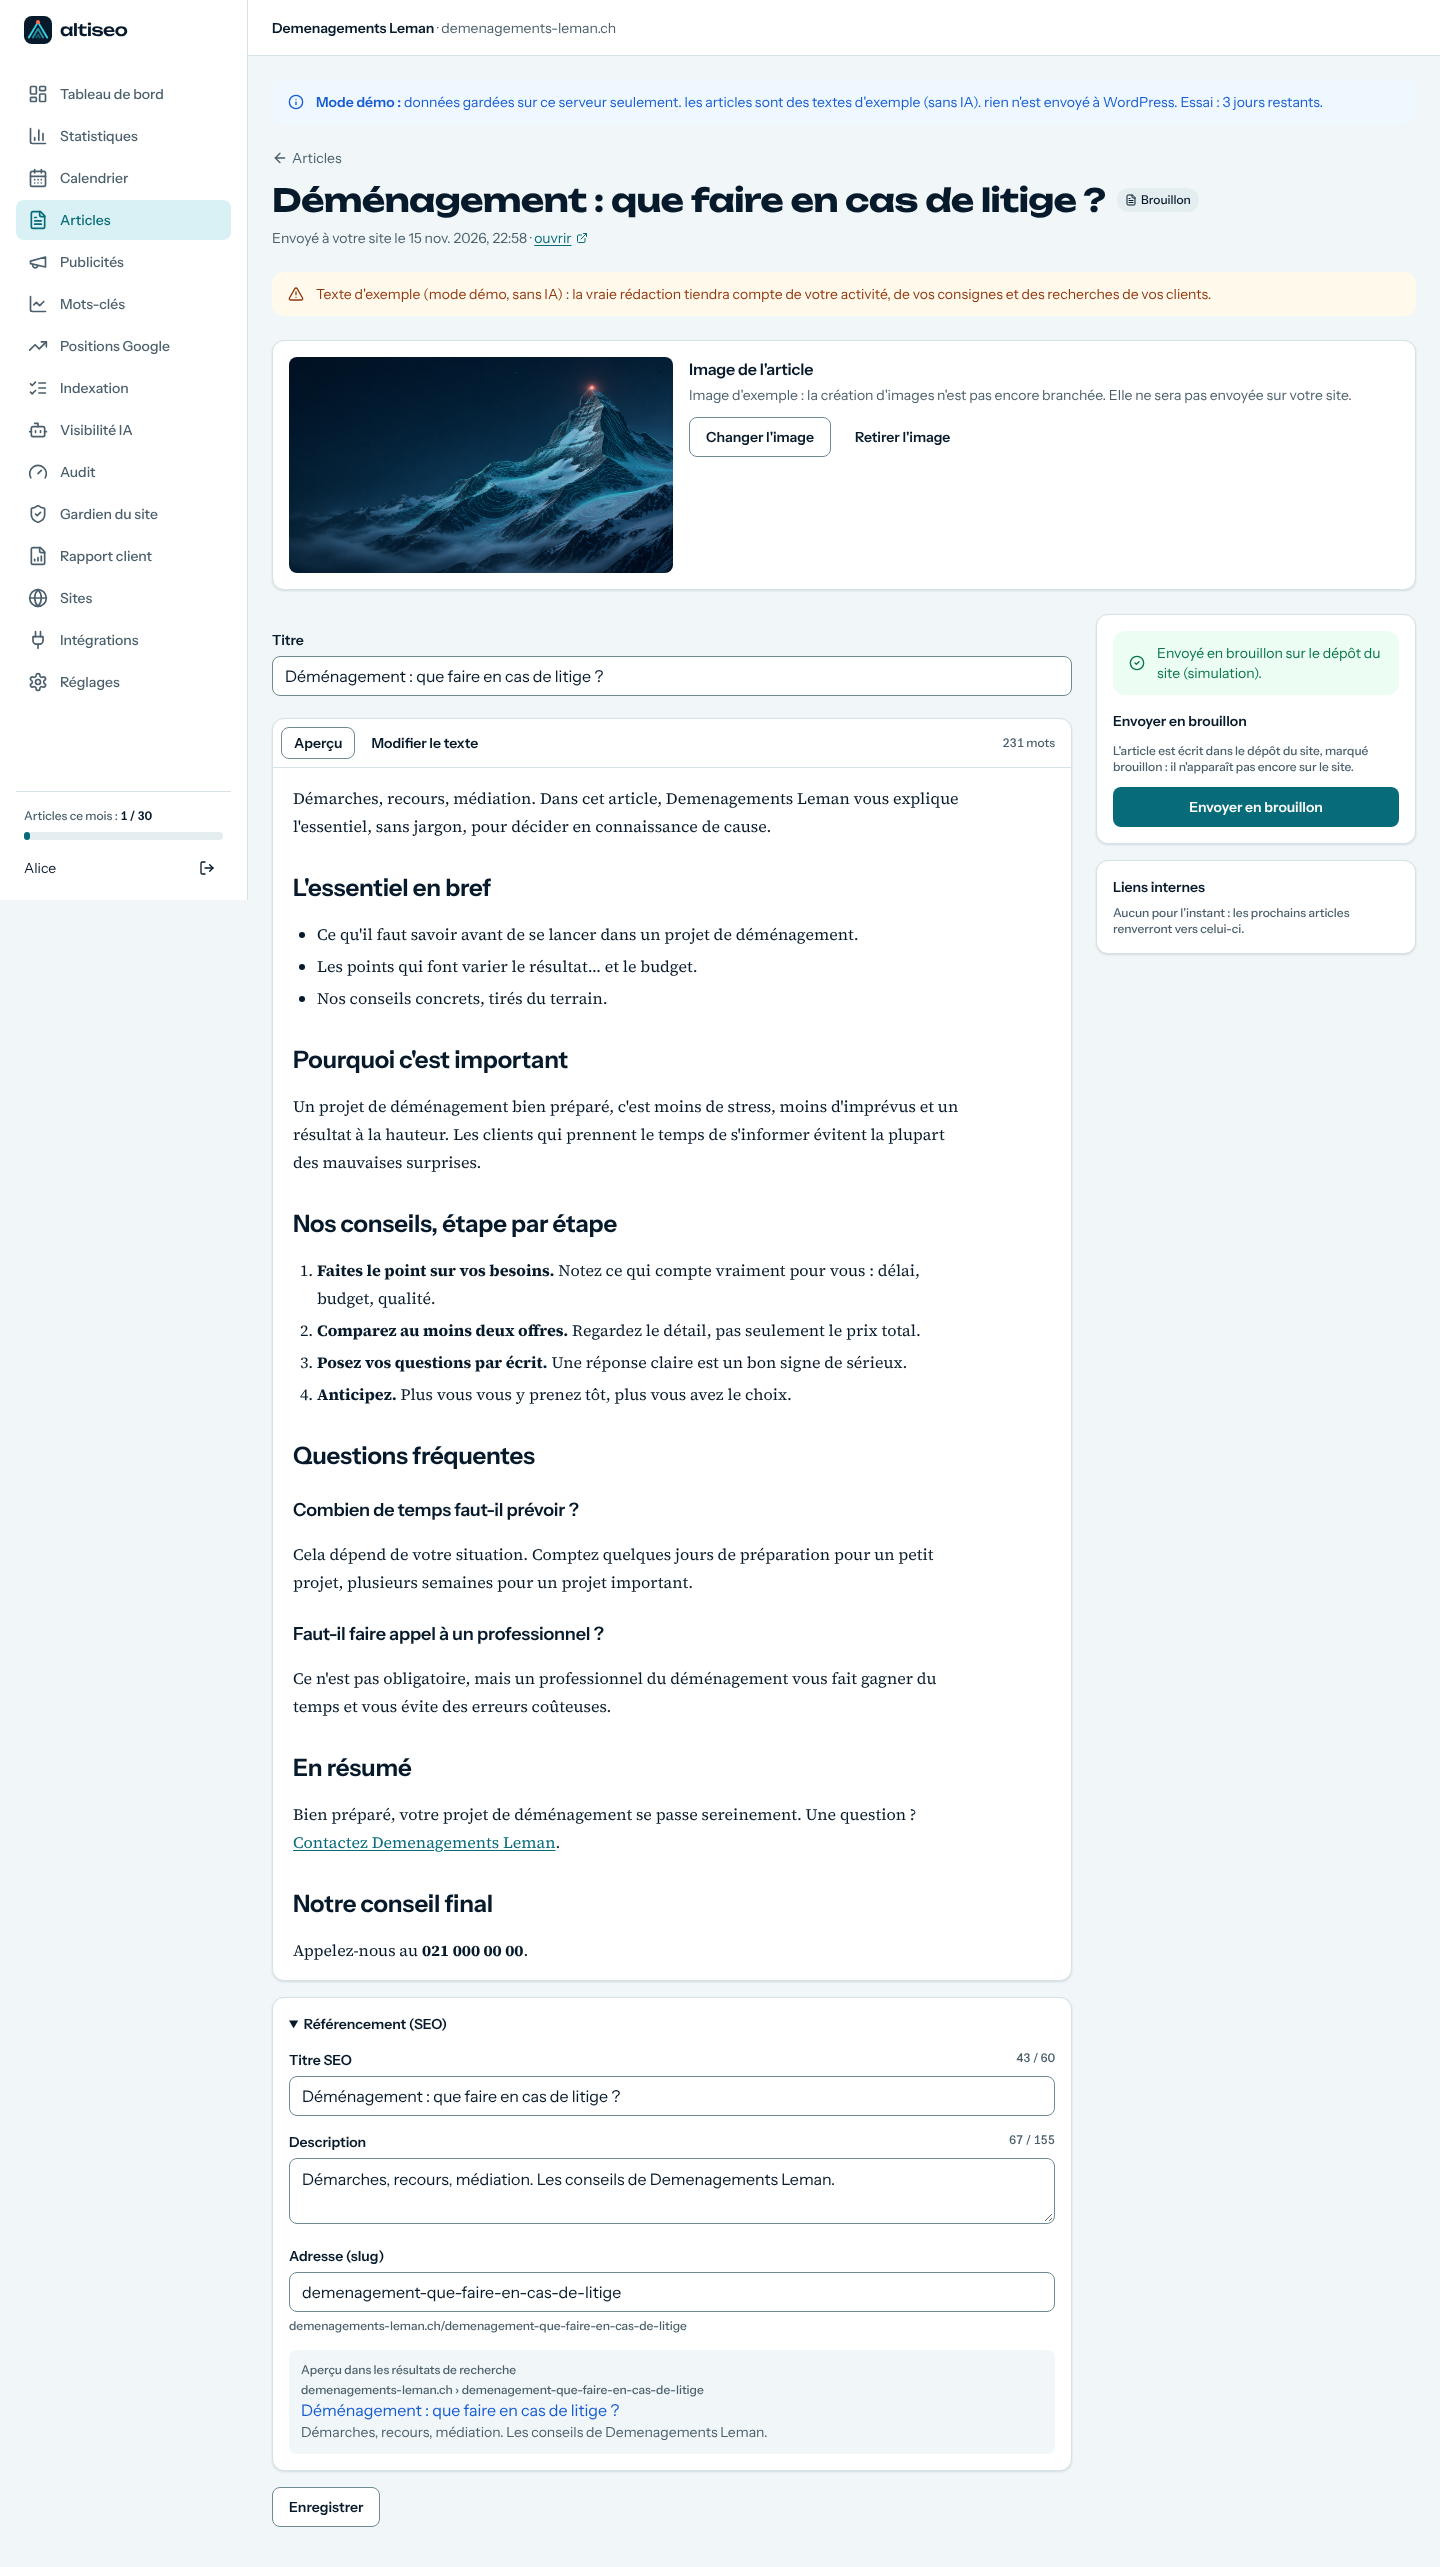 altiseo
Tableau de bord
Statistiques
Calendrier
Articles
Publicités
Mots-clés
Positions Google
Indexation
Visibilité IA
Audit
Gardien du site
Rapport client
Sites
Intégrations
Réglages
Articles ce mois : 1 / 30
Alice
Demenagements Leman · demenagements-leman.ch
Mode démo : données gardées sur ce serveur seulement. les articles sont des textes d'exemple (sans IA). rien n'est envoyé à WordPress. Essai : 3 jours restants.
Articles
Déménagement : que faire en cas de litige ?
Brouillon
Envoyé à votre site le 15 nov. 2026, 22:58 · ouvrir
Texte d'exemple (mode démo, sans IA) : la vraie rédaction tiendra compte de votre activité, de vos consignes et des recherches de vos clients.
Image de l'article
Image d'exemple : la création d'images n'est pas encore branchée. Elle ne sera pas envoyée sur votre site.
Changer l'image
Retirer l'image
Titre
Déménagement : que faire en cas de litige ?
Aperçu
Modifier le texte
231 mots
Démarches, recours, médiation. Dans cet article, Demenagements Leman vous explique
l'essentiel, sans jargon, pour décider en connaissance de cause.
L'essentiel en bref
• Ce qu'il faut savoir avant de se lancer dans un projet de déménagement.
• Les points qui font varier le résultat… et le budget.
• Nos conseils concrets, tirés du terrain.
Pourquoi c'est important
Un projet de déménagement bien préparé, c'est moins de stress, moins d'imprévus et un
résultat à la hauteur. Les clients qui prennent le temps de s'informer évitent la plupart
des mauvaises surprises.
Nos conseils, étape par étape
1. Faites le point sur vos besoins. Notez ce qui compte vraiment pour vous : délai,
budget, qualité.
2. Comparez au moins deux offres. Regardez le détail, pas seulement le prix total.
3. Posez vos questions par écrit. Une réponse claire est un bon signe de sérieux.
4. Anticipez. Plus vous vous y prenez tôt, plus vous avez le choix.
Questions fréquentes
Combien de temps faut-il prévoir ?
Cela dépend de votre situation. Comptez quelques jours de préparation pour un petit
projet, plusieurs semaines pour un projet important.
Faut-il faire appel à un professionnel ?
Ce n'est pas obligatoire, mais un professionnel du déménagement vous fait gagner du
temps et vous évite des erreurs coûteuses.
En résumé
Bien préparé, votre projet de déménagement se passe sereinement. Une question ?
Contactez Demenagements Leman.
Notre conseil final
Appelez-nous au 021 000 00 00.
Référencement (SEO)
Titre SEO
43 / 60
Déménagement : que faire en cas de litige ?
Description
67 / 155
Démarches, recours, médiation. Les conseils de Demenagements Leman.
Adresse (slug)
demenagement-que-faire-en-cas-de-litige
demenagements-leman.ch/demenagement-que-faire-en-cas-de-litige
Aperçu dans les résultats de recherche
demenagements-leman.ch › demenagement-que-faire-en-cas-de-litige
Déménagement : que faire en cas de litige ?
Démarches, recours, médiation. Les conseils de Demenagements Leman.
Enregistrer
Envoyé en brouillon sur le dépôt du
site (simulation).
Envoyer en brouillon
L'article est écrit dans le dépôt du site, marqué
brouillon : il n'apparaît pas encore sur le site.
Envoyer en brouillon
Liens internes
Aucun pour l'instant : les prochains articles
renverront vers celui-ci.